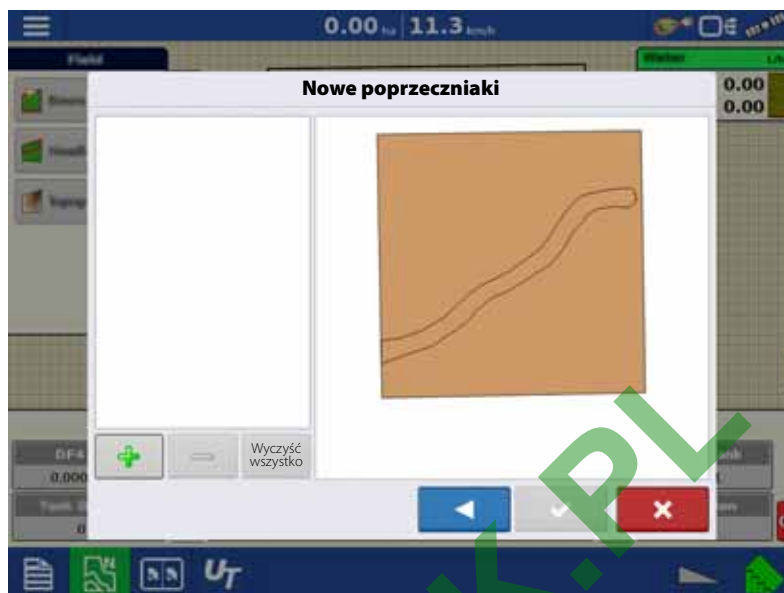 0.00 ha 11.3 km/h
Field
0.00
0.00
Nowe poprzeczniaki
Wyczyść
wszystko
0.000
0
UT
K.PL